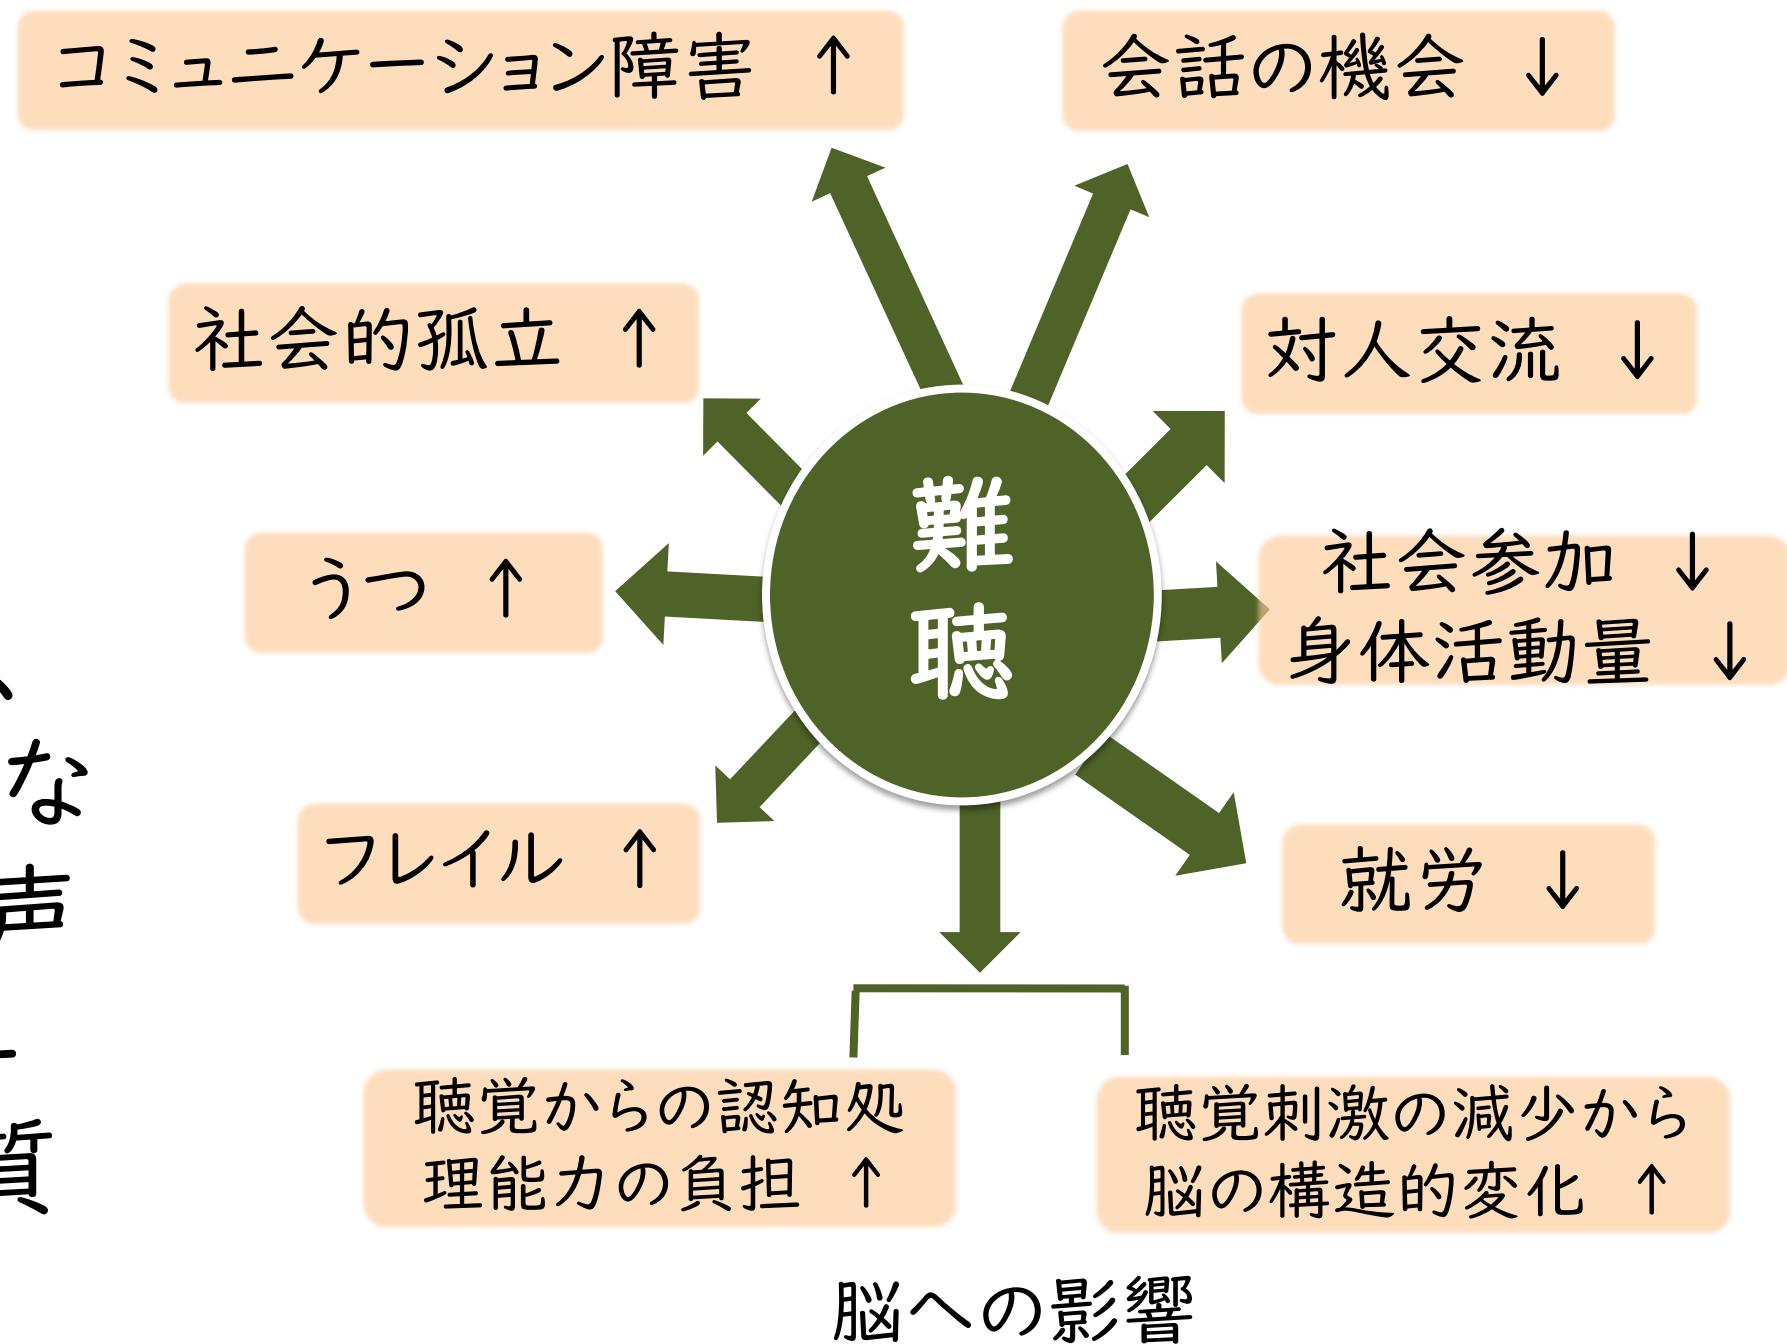 コミュニケーション障害 ↑
会話の機会 ↓
社会的孤立 ↑
対人交流 ↓
難
聴
うつ ↑
社会参加 ↓
身体活動量 ↓
フレイル ↑
就労 ↓
な
声
質
聴覚からの認知処
理能力の負担 ↑
聴覚刺激の減少から
脳の構造的変化 ↑
脳への影響